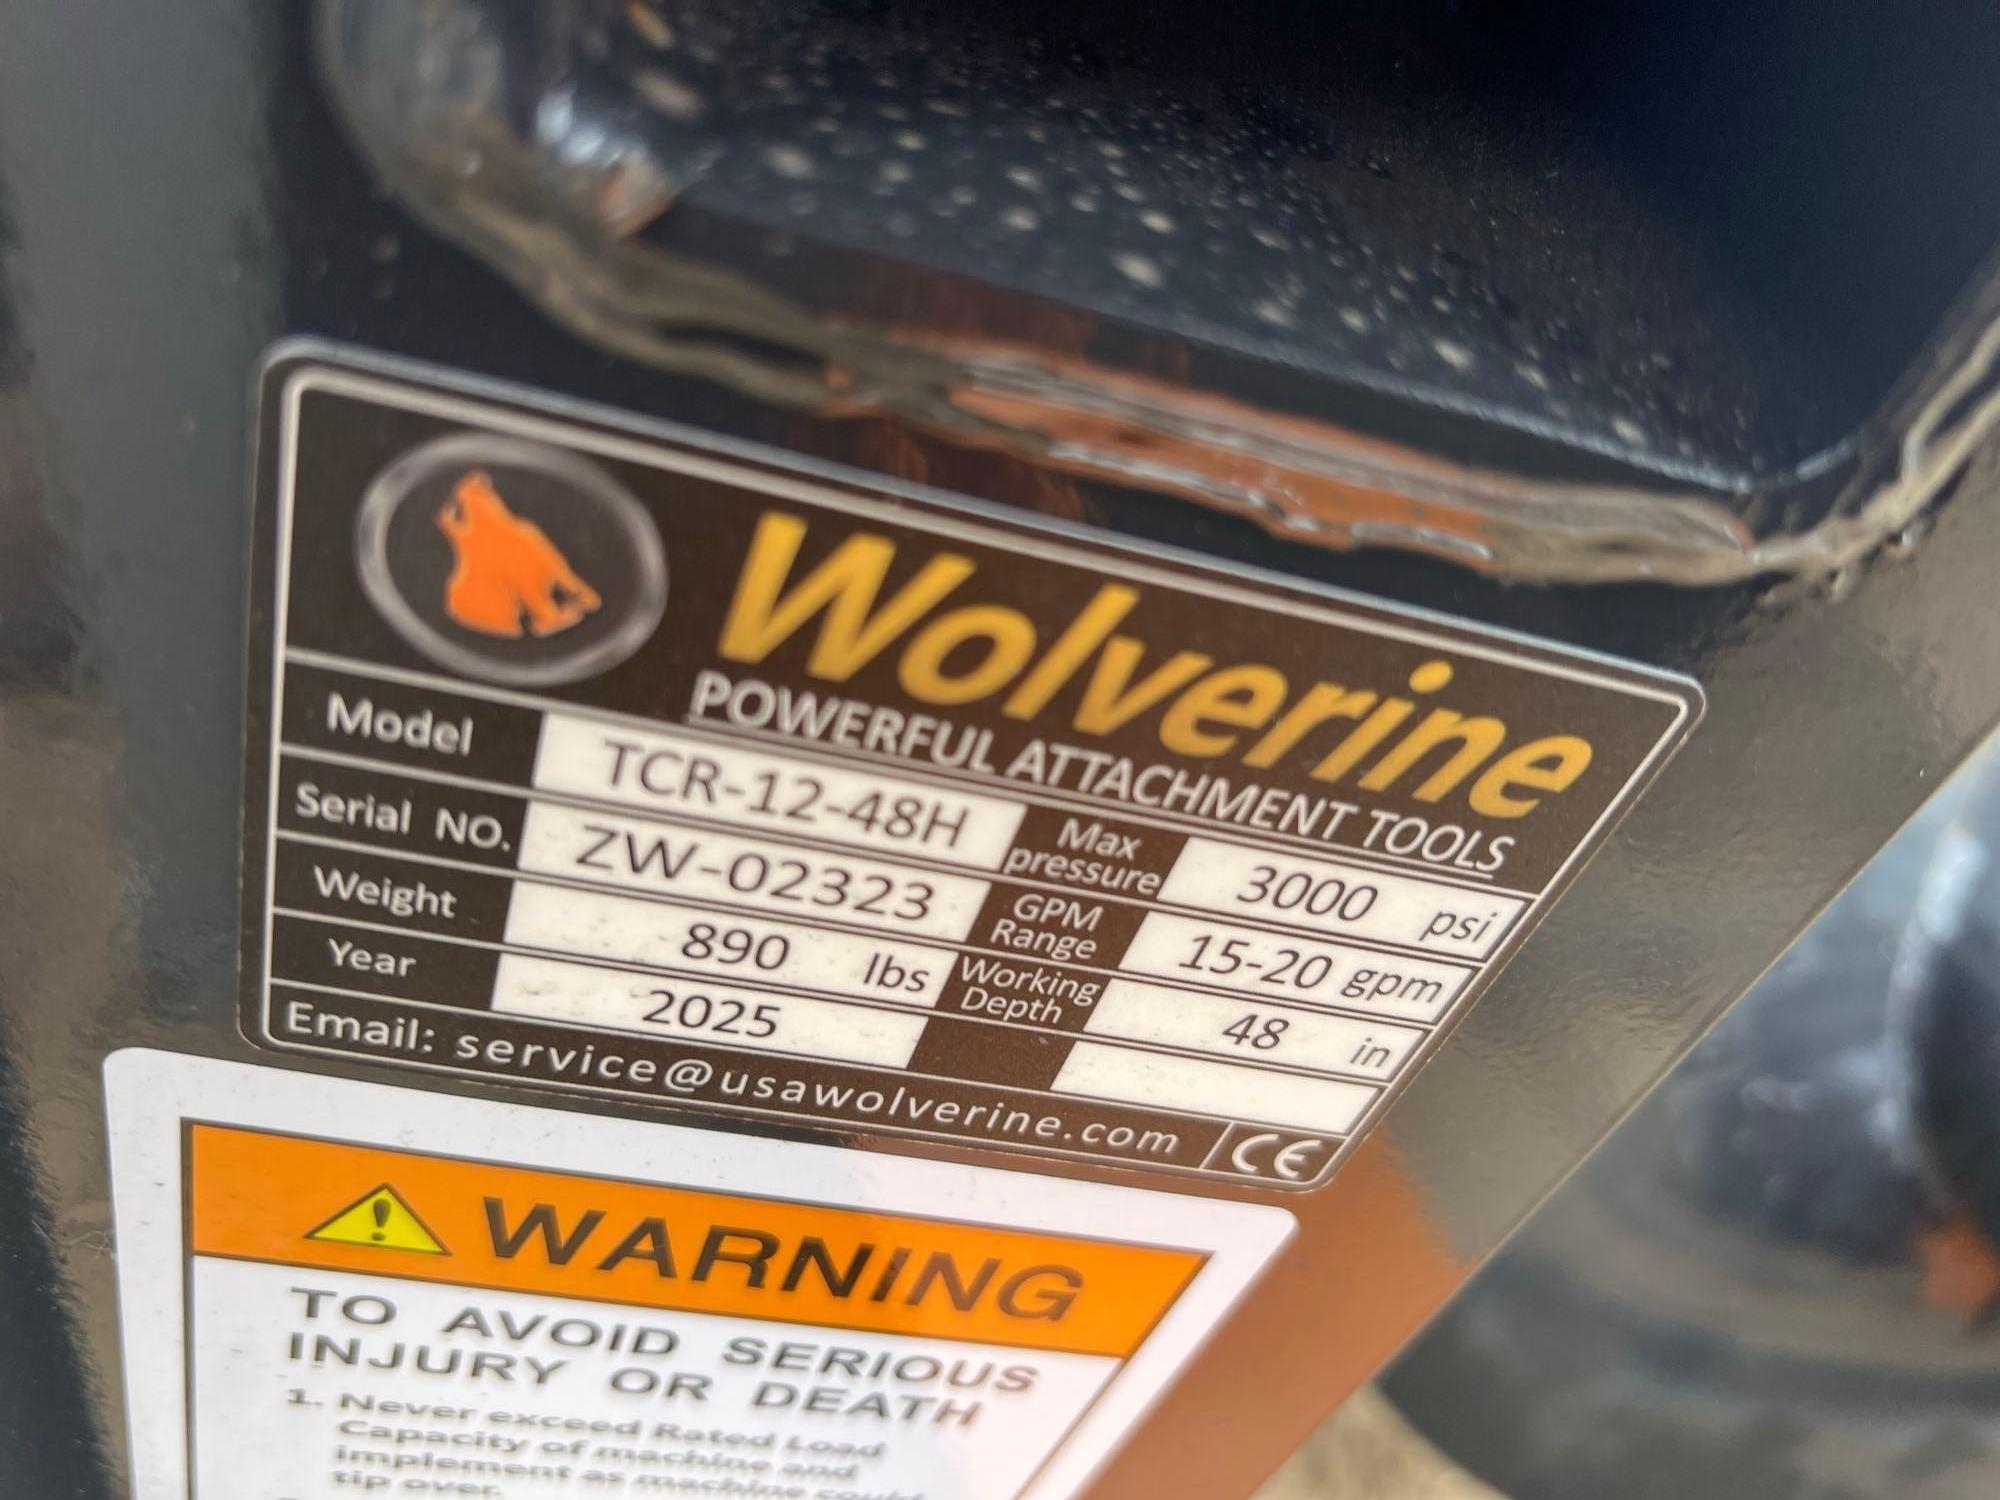 Wolverine
POWERFUL ATTACHMENT TOOLS
Model TCR-12-48H Max pressure 3000 psi
Serial NO. ZW-02323 GPM Range 15-20 gpm
Weight 890 lbs Working Depth 48 in
Year 2025
Email: service@usawolverine.com CE
WARNING
TO AVOID SERIOUS
INJURY OR DEATH
1. Never exceed Rated Load
Capacity of machine and
implement as machine could
tip over.